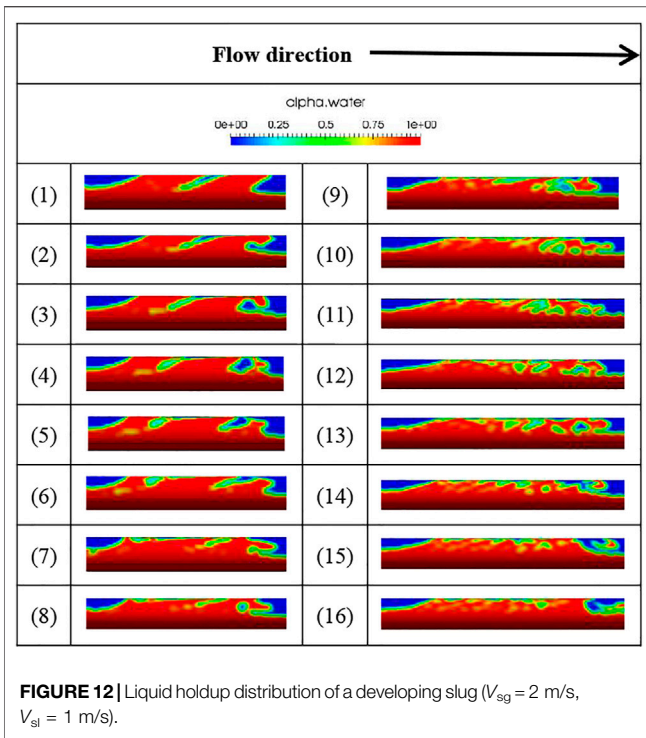 Flow direction
alpha.water
0e+00 0.25 0.5 0.75 1e+00
(1) (9)
(2) (10)
(3) (11)
(4) (12)
(5) (13)
(6) (14)
(7) (15)
(8) (16)
FIGURE 12 | Liquid holdup distribution of a developing slug (Vsg = 2 m/s,
Vsl = 1 m/s).